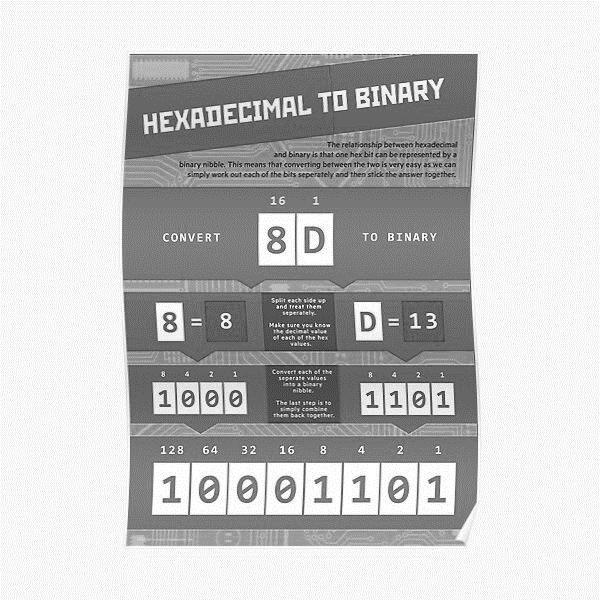 HEXADECIMAL TO BINARY
The relationship between hexadecimal
and binary is that one hex bit can be represented by a
binary nibble. This means that converting between the two is very easy as we can
simply work out each of the bits seperately and then stick the answer together.
16 1
CONVERT 8D TO BINARY
8 = 8
Split each side up
and treat them
seperately.
Make sure you know
the decimal value
of each of the hex
values.
D = 13
8 4 2 1
1000
Convert each of the
seperate values
into a binary
nibble.
The last step is to
simply combine
them back together.
8 4 2 1
1101
128 64 32 16 8 4 2 1
10001101